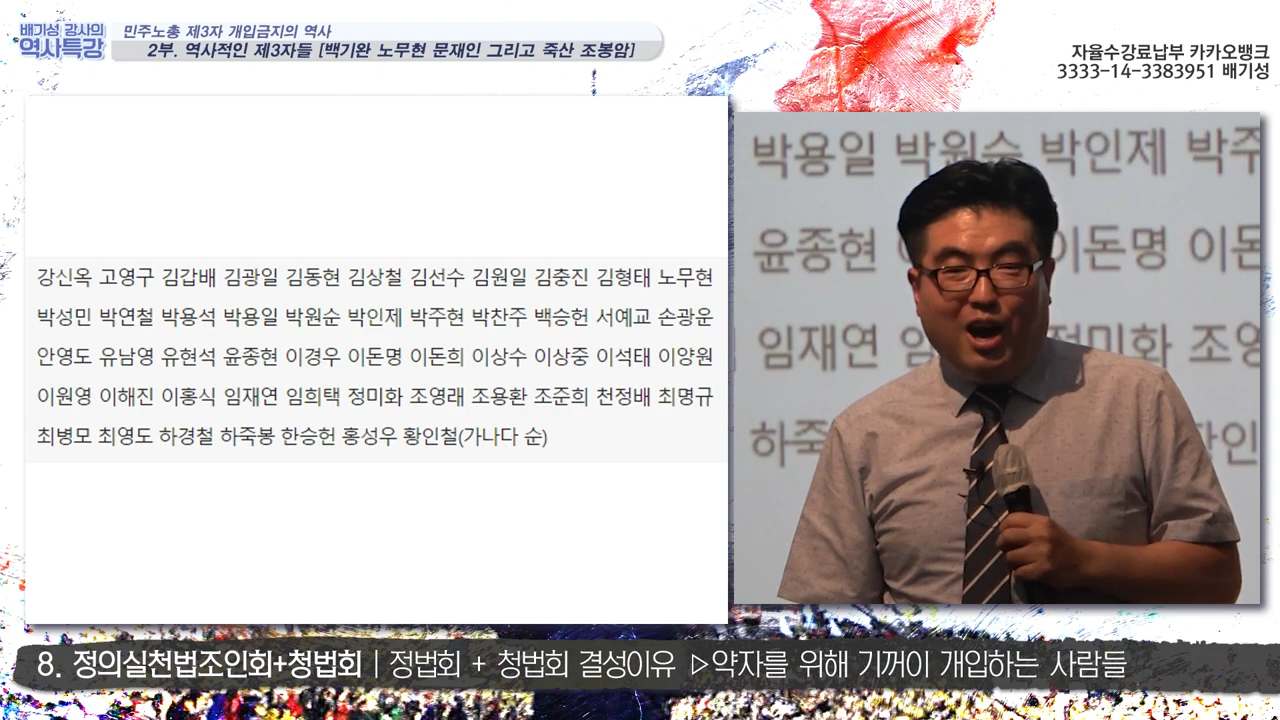 배기성 강사의
역사특강
민주노총 제3자 개입금지의 역사
2부. 역사적인 제3자들 [백기완 노무현 문재인 그리고 죽산 조봉암]
자율수강료납부 카카오뱅크
3333-14-3383951 배기성
강신옥 고영구 김갑배 김광일 김동현 김상철 김선수 김원일 김충진 김형태 노무현
박성민 박연철 박용석 박용일 박원순 박인제 박주현 박찬주 백승헌 서예교 손광운
안영도 유남영 유현석 윤종현 이경우 이돈명 이돈희 이상수 이상중 이석태 이양원
이원영 이해진 이홍식 임재연 임희택 정미화 조영래 조용환 조준희 천정배 최명규
최병모 최영도 하경철 하죽봉 한승헌 홍성우 황인철(가나다 순)
박용일 박원순 박인제 박주
윤종현 이돈명 이돈
임재연 임 정미화 조영
하죽 황인
8. 정의실천법조인회+청법회 | 정법회 + 청법회 결성이유 ▷약자를 위해 기꺼이 개입하는 사람들